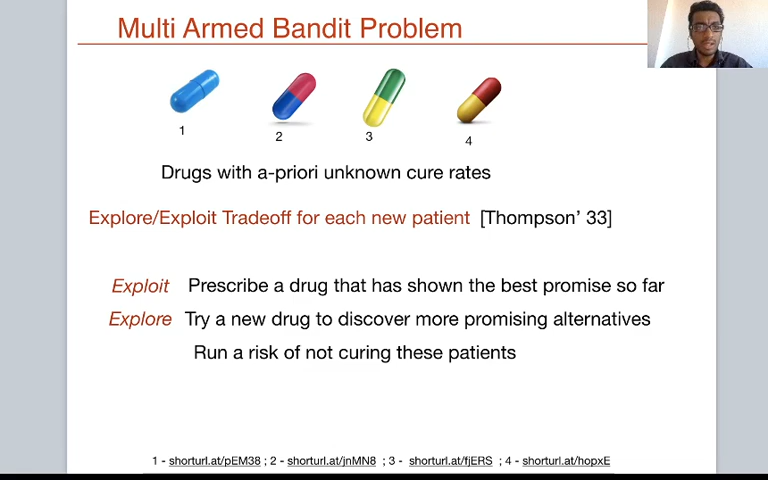 Multi Armed Bandit Problem
1
2
3
4
Drugs with a-priori unknown cure rates
Explore/Exploit Tradeoff for each new patient [Thompson' 33]
Exploit Prescribe a drug that has shown the best promise so far
Explore Try a new drug to discover more promising alternatives
Run a risk of not curing these patients
1 - shorturl.at/pEM38 ; 2 - shorturl.at/jnMN8 ; 3 - shorturl.at/fjERS ; 4 - shorturl.at/hopxE